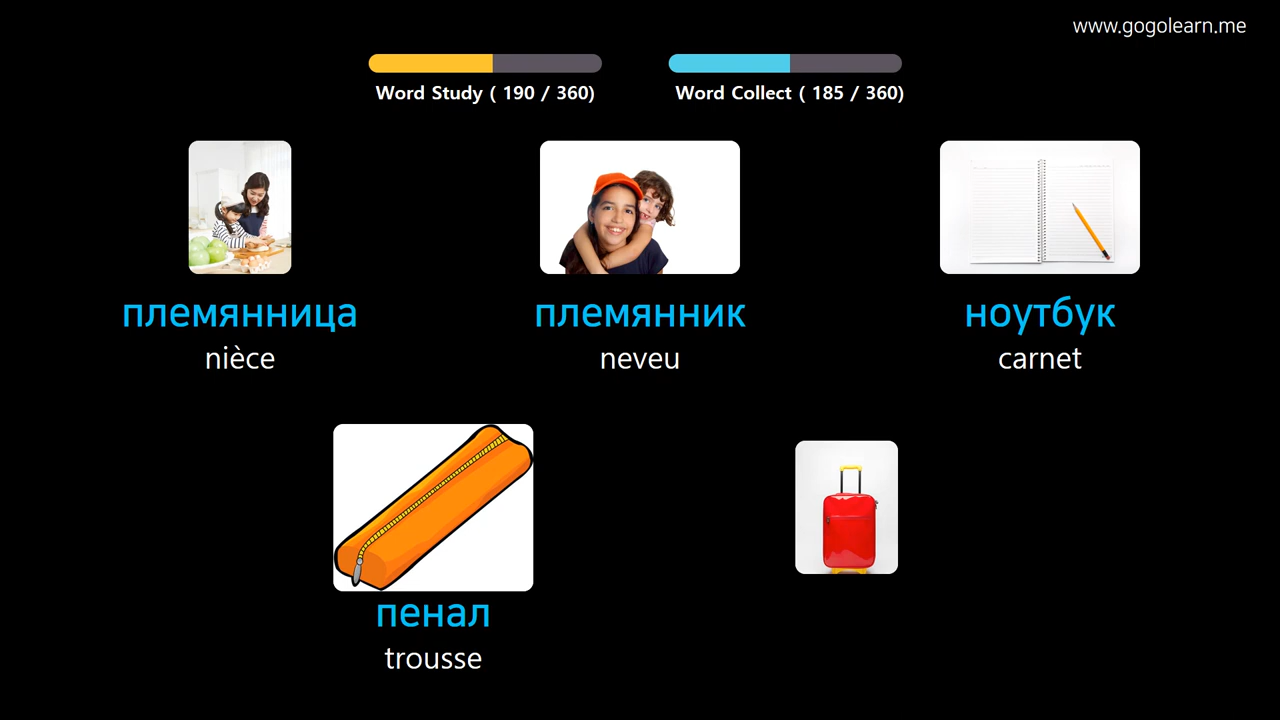 www.gogolearn.me
Word Study ( 190 / 360)
Word Collect ( 185 / 360)
племянница
nièce
племянник
neveu
ноутбук
carnet
пенал
trousse